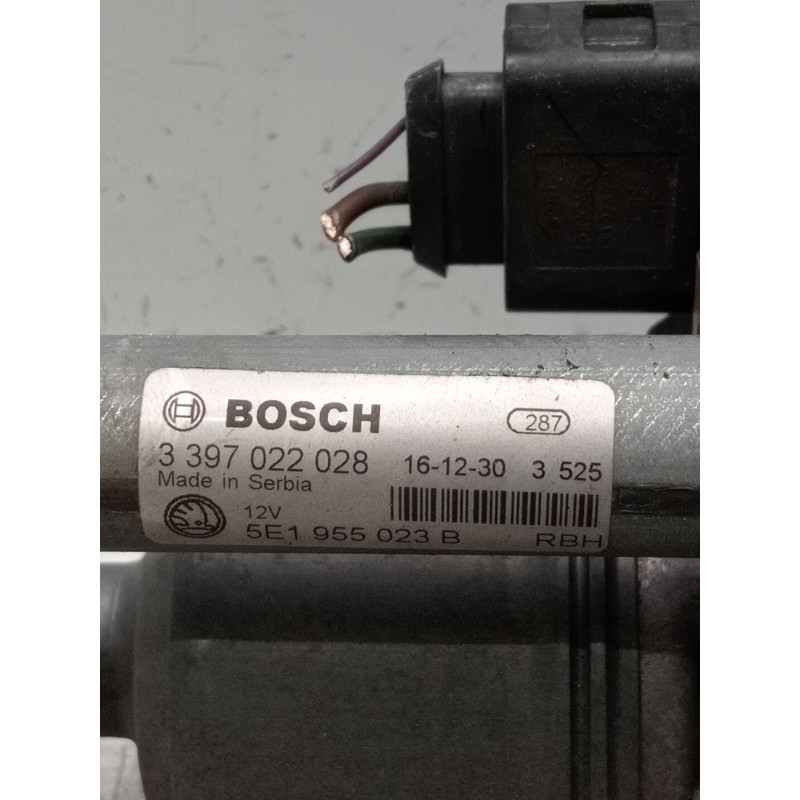 BOSCH
287
3 397 022 028 16-12-30 3 525
Made in Serbia
12V
5E1 955 023 B RBH